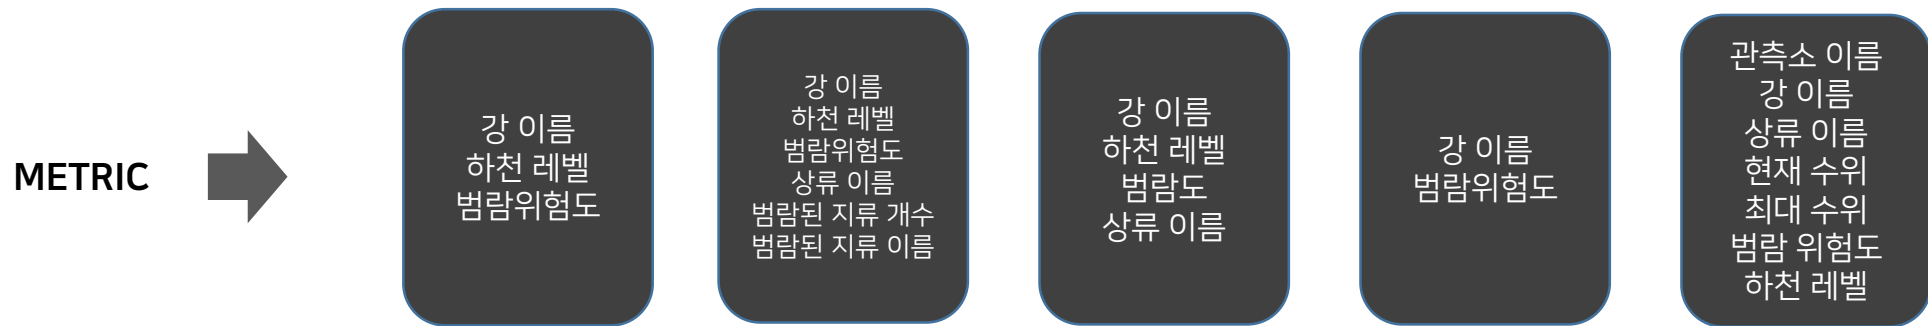 METRIC
강 이름
하천 레벨
범람위험도
강 이름
하천 레벨
범람위험도
상류 이름
범람된 지류 개수
범람된 지류 이름
강 이름
하천 레벨
범람도
상류 이름
강 이름
범람위험도
관측소 이름
강 이름
상류 이름
현재 수위
최대 수위
범람 위험도
하천 레벨